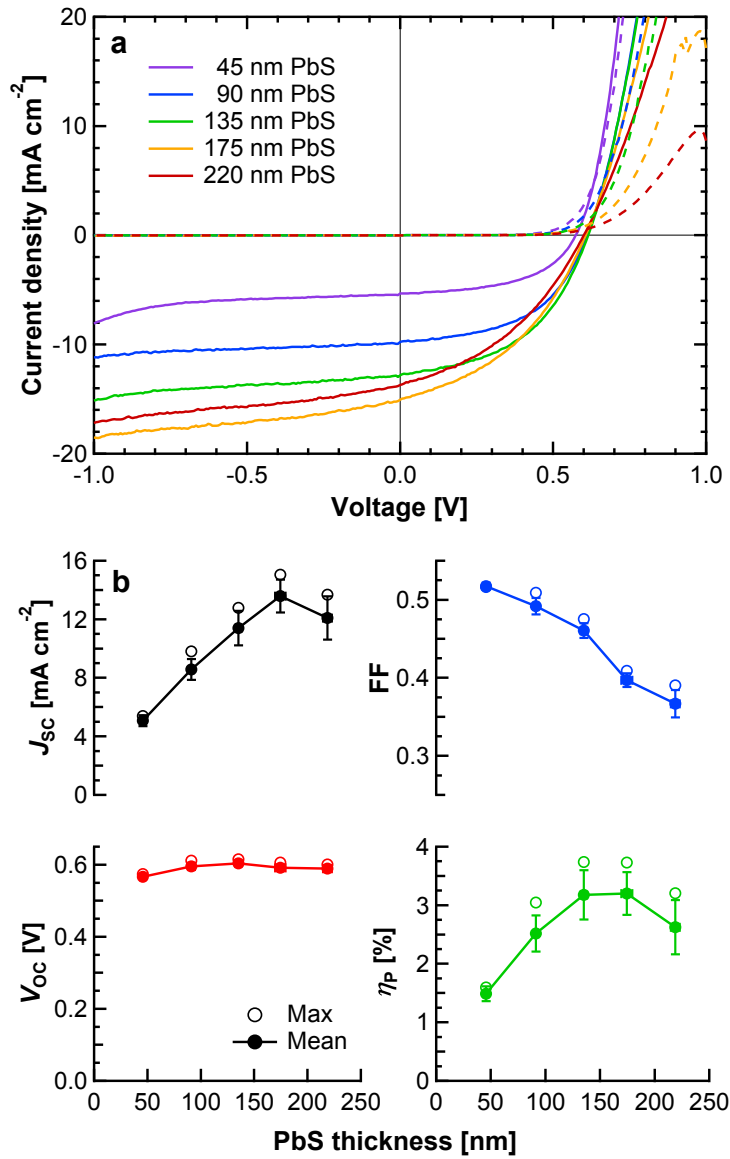 a
45 nm PbS
90 nm PbS
135 nm PbS
175 nm PbS
220 nm PbS
Current density [mA cm⁻²]
20
10
0
-10
-20
-1.0
-0.5
0.0
0.5
1.0
Voltage [V]
b
J_SC [mA cm⁻²]
16
12
8
4
0
FF
0.5
0.4
0.3
V_OC [V]
0.6
0.4
0.2
0.0
Max
Mean
0 50 100 150 200 250
η_P [%]
4
3
2
1
0
0 50 100 150 200 250
PbS thickness [nm]